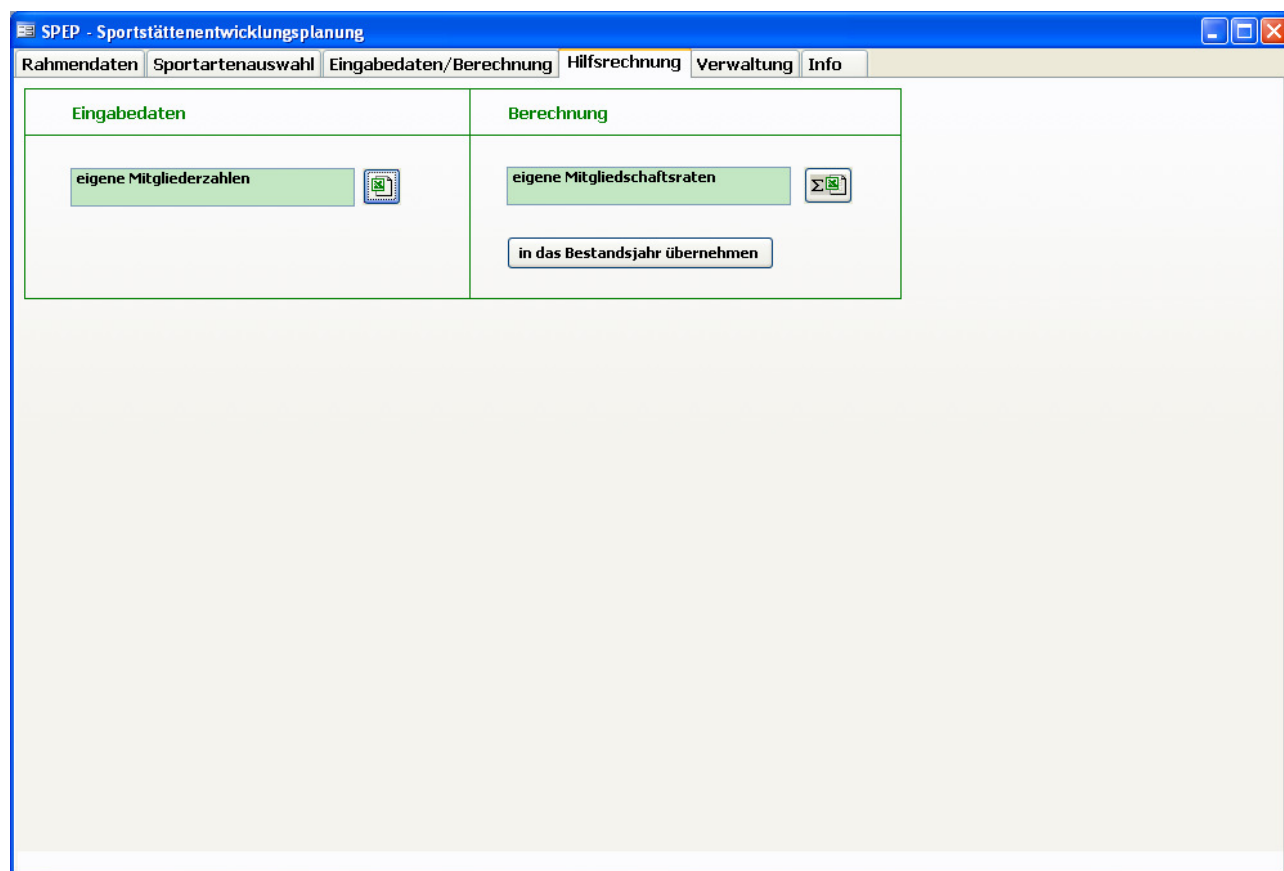 SPEP - Sportstättenentwicklungsplanung
Rahmendaten Sportartenauswahl Eingabedaten/Berechnung Hilfsrechnung Verwaltung Info
Eingabedaten Berechnung
eigene Mitgliederzahlen eigene Mitgliedschaftsraten Σ
in das Bestandsjahr übernehmen